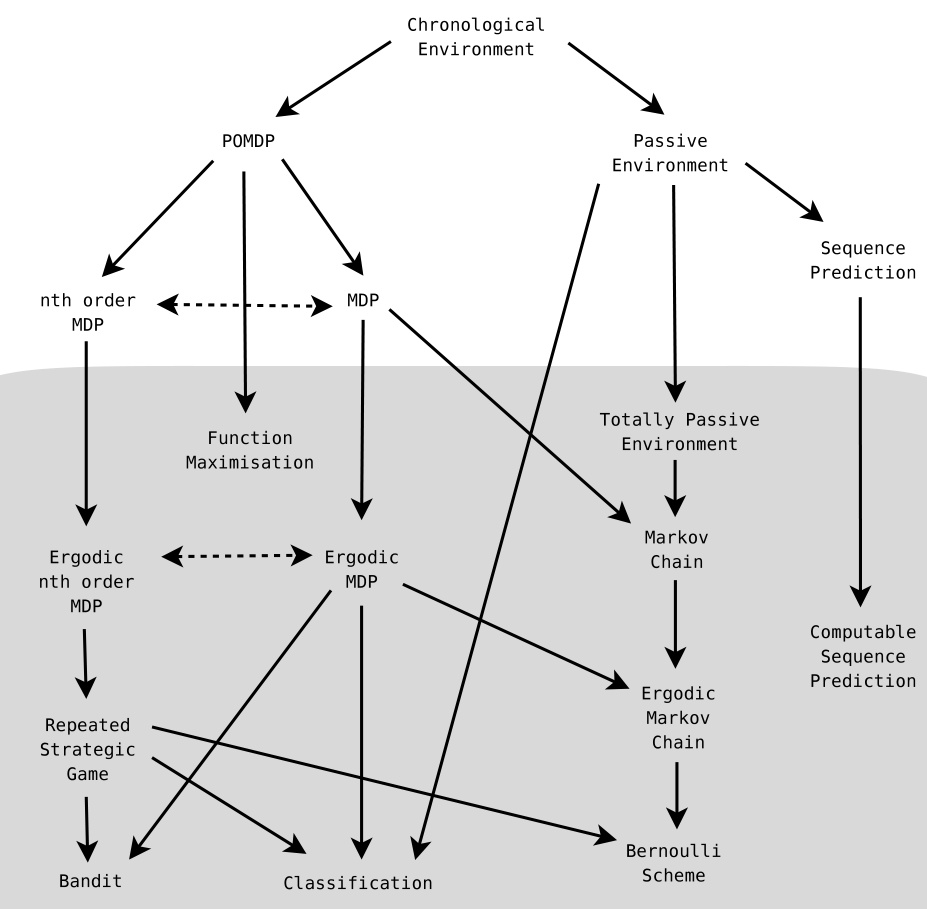 Chronological
Environment
POMDP
Passive
Environment
Sequence
Prediction
nth order
MDP
MDP
Function
Maximisation
Totally Passive
Environment
Markov
Chain
Ergodic
nth order
MDP
Ergodic
MDP
Computable
Sequence
Prediction
Ergodic
Markov
Chain
Repeated
Strategic
Game
Bernoulli
Scheme
Bandit
Classification